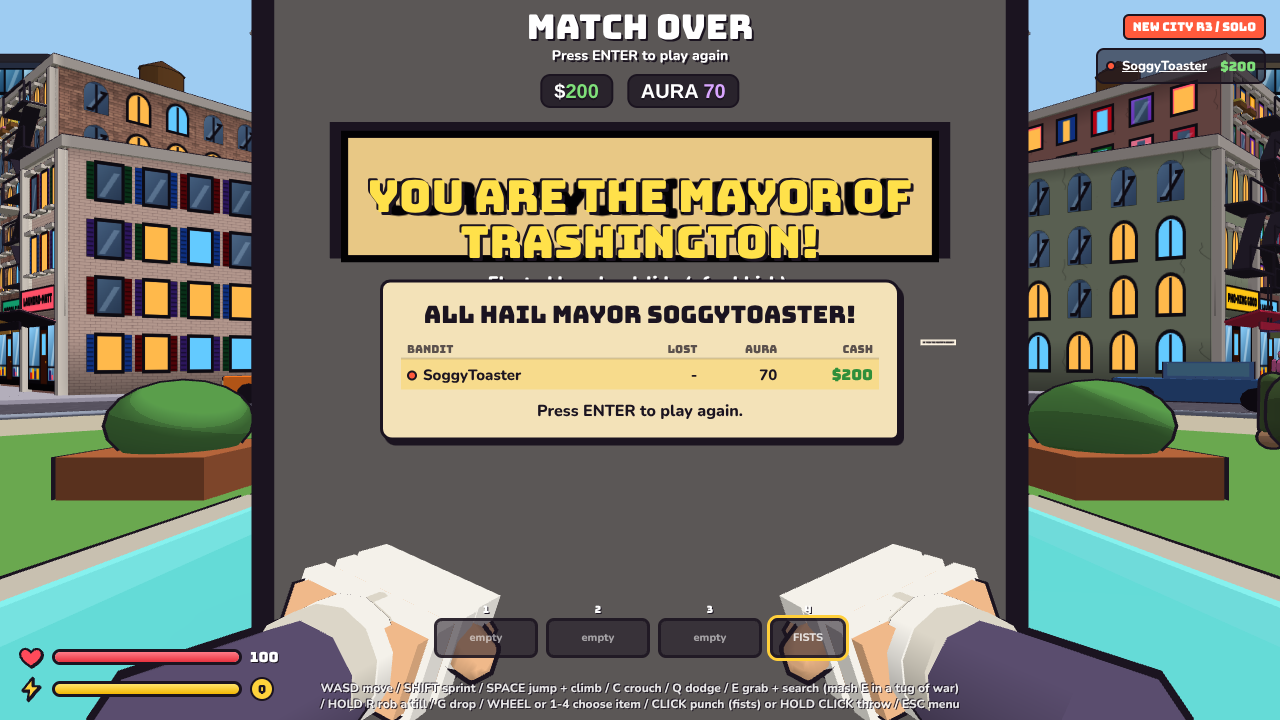 MATCH OVER
Press ENTER to play again
$200 AURA 70
NEW CITY R3 / SOLO
SoggyToaster $200
YOU ARE THE MAYOR OF
TRASHINGTON!
ALL HAIL MAYOR SOGGYTOASTER!
BANDIT LOST AURA CASH
SoggyToaster - 70 $200
Press ENTER to play again.
1 2 3 4
empty empty empty FISTS
100
0
WASD move / SHIFT sprint / SPACE jump + climb / C crouch / Q dodge / E grab + search (mash E in a tug of war)
/ HOLD R rob a till / G drop / WHEEL or 1-4 choose item / CLICK punch (fists) or HOLD CLICK throw / ESC menu